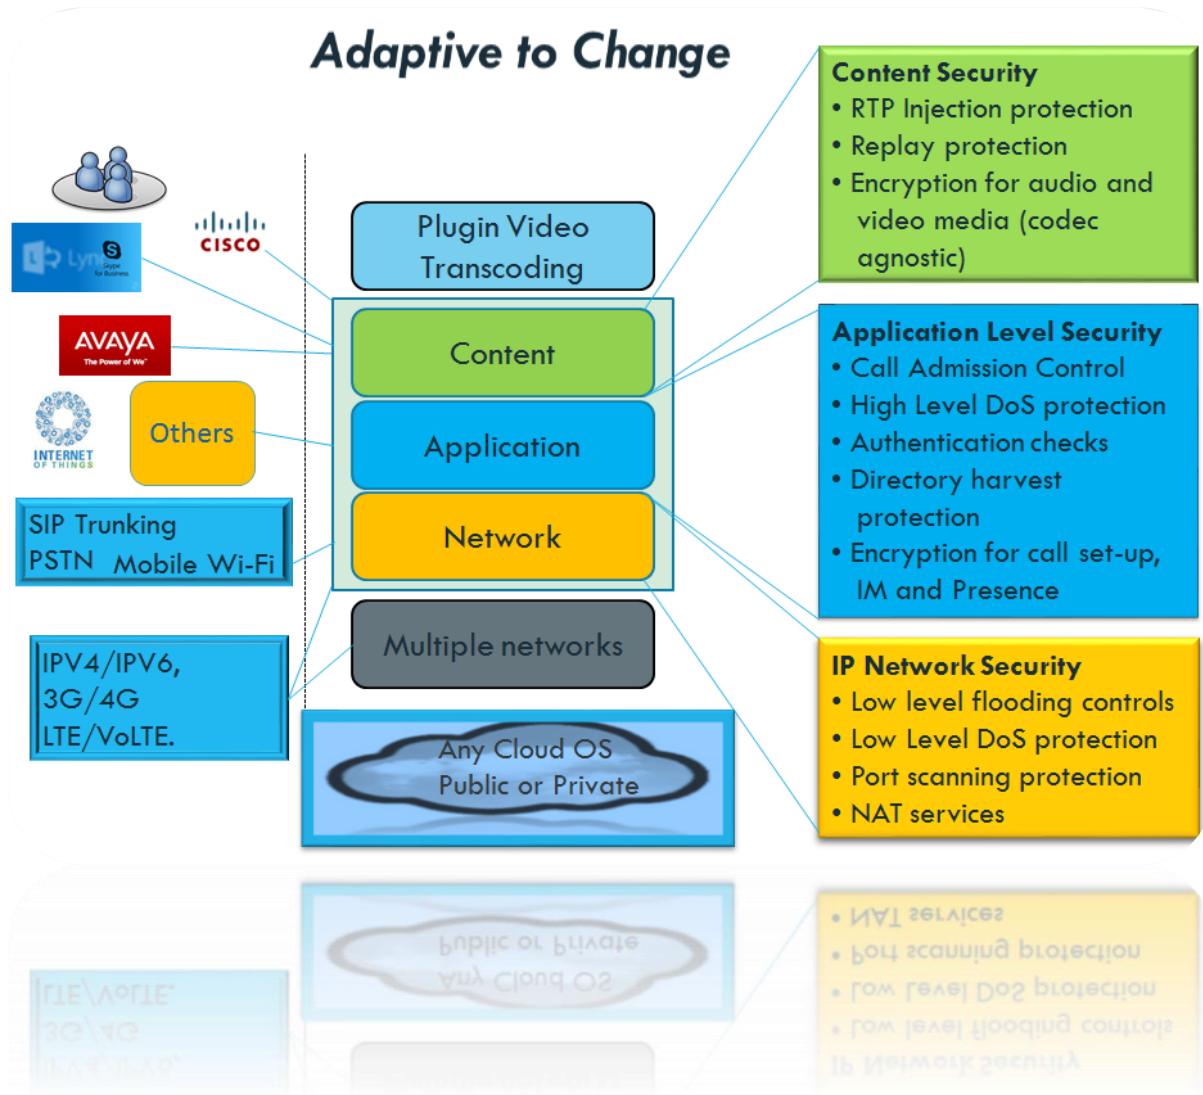 Adaptive to Change
CISCO
Lync
Skype
for Business
AVAYA
The Power of We™
INTERNET
OF THINGS
Others
SIP Trunking
PSTN Mobile Wi-Fi
IPV4/IPV6,
3G/4G
LTE/VoLTE.
Plugin Video
Transcoding
Content
Application
Network
Multiple networks
Any Cloud OS
Public or Private
Content Security
• RTP Injection protection
• Replay protection
• Encryption for audio and
video media (codec
agnostic)
Application Level Security
• Call Admission Control
• High Level DoS protection
• Authentication checks
• Directory harvest
protection
• Encryption for call set-up,
IM and Presence
IP Network Security
• Low level flooding controls
• Low Level DoS protection
• Port scanning protection
• NAT services